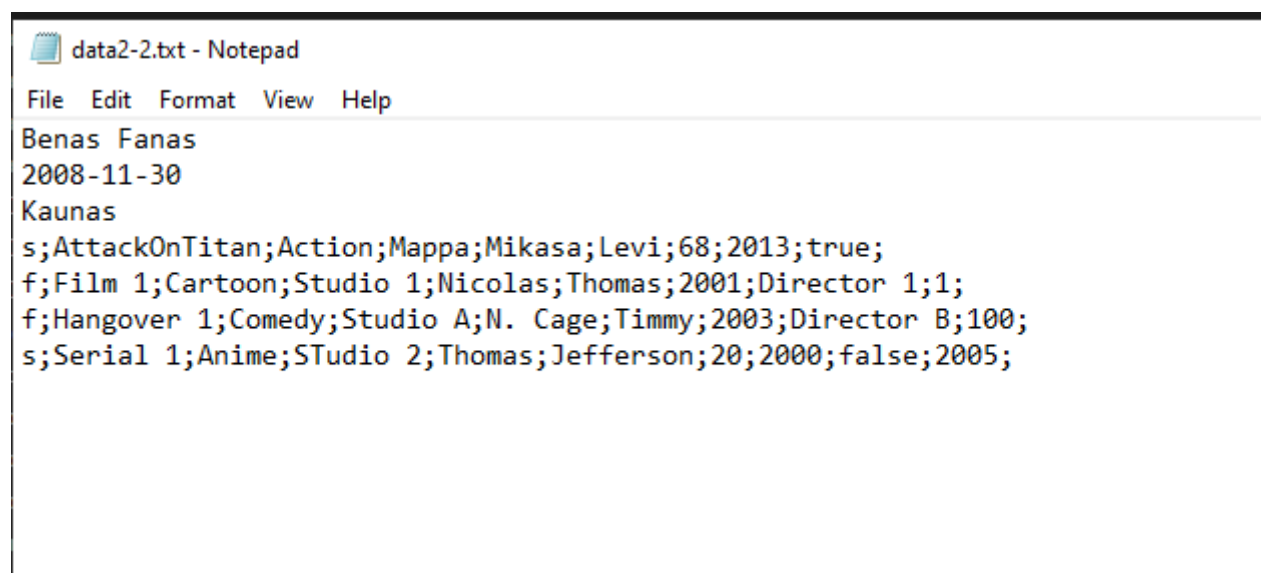 data2-2.txt - Notepad
File Edit Format View Help
Benas Fanas
2008-11-30
Kaunas
s;AttackOnTitan;Action;Mappa;Mikasa;Levi;68;2013;true;
f;Film 1;Cartoon;Studio 1;Nicolas;Thomas;2001;Director 1;1;
f;Hangover 1;Comedy;Studio A;N. Cage;Timmy;2003;Director B;100;
s;Serial 1;Anime;STudio 2;Thomas;Jefferson;20;2000;false;2005;